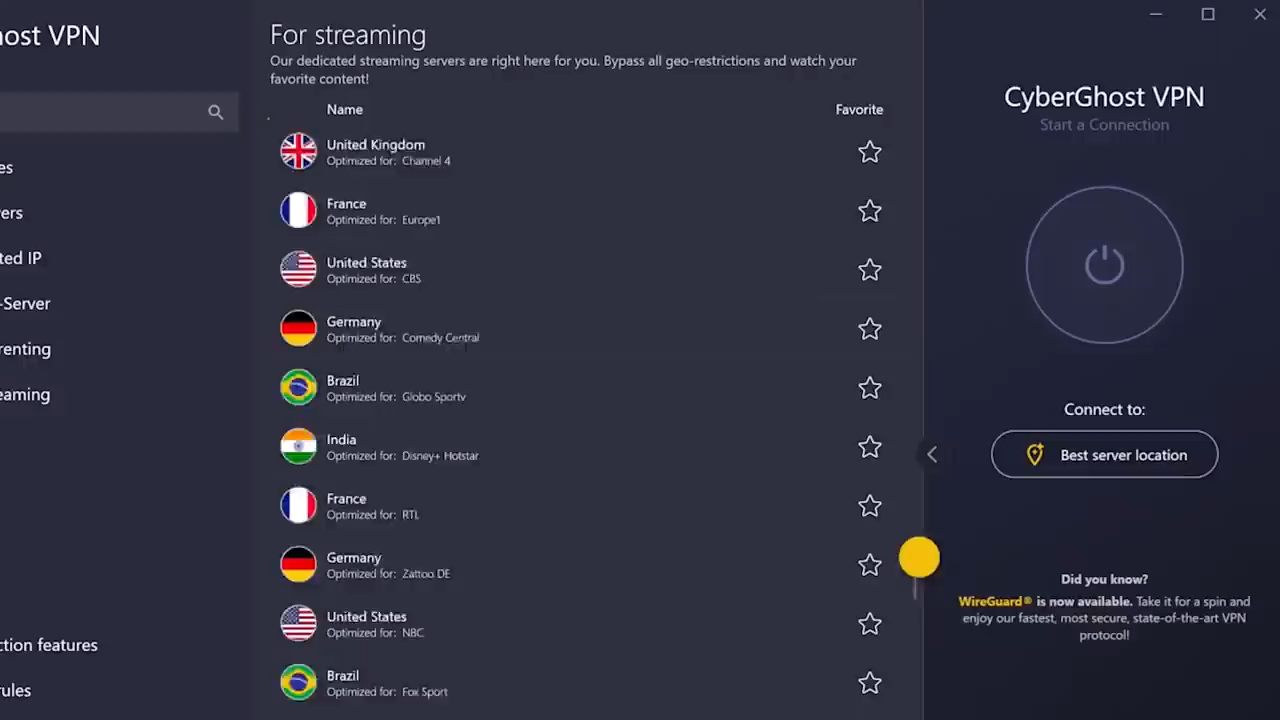 ost VPN
es
ers
ted IP
-Server
renting
eaming
ction features
rules
For streaming
Our dedicated streaming servers are right here for you. Bypass all geo-restrictions and watch your
favorite content!
Name Favorite
United Kingdom
Optimized for: Channel 4
France
Optimized for: Europe1
United States
Optimized for: CBS
Germany
Optimized for: Comedy Central
Brazil
Optimized for: Globo Sportv
India
Optimized for: Disney+ Hotstar
France
Optimized for: RTL
Germany
Optimized for: Zattoo DE
United States
Optimized for: NBC
Brazil
Optimized for: Fox Sport
CyberGhost VPN
Start a Connection
Connect to:
Best server location
Did you know?
WireGuard® is now available. Take it for a spin and
enjoy our fastest, most secure, state-of-the-art VPN
protocol!